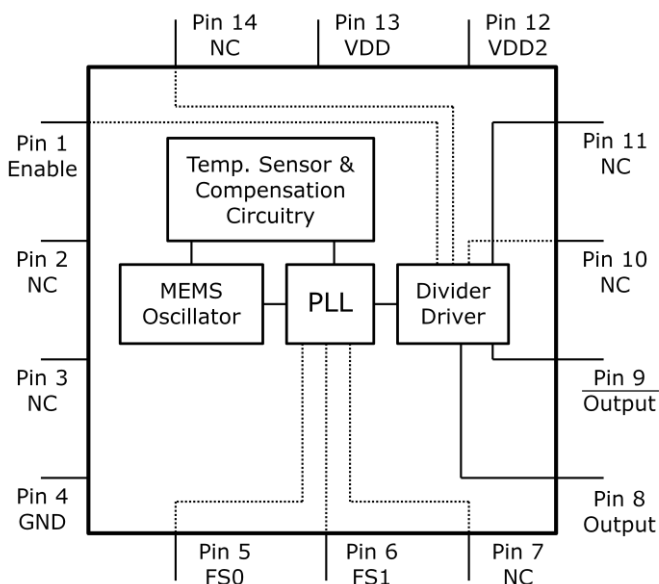 Pin 14
NC
Pin 13
VDD
Pin 12
VDD2
Pin 1
Enable
Pin 11
NC
Temp. Sensor &
Compensation
Circuitry
Pin 2
NC
Pin 10
NC
MEMS
Oscillator
PLL
Divider
Driver
Pin 3
NC
Pin 9
Output
Pin 4
GND
Pin 8
Output
Pin 5
FS0
Pin 6
FS1
Pin 7
NC